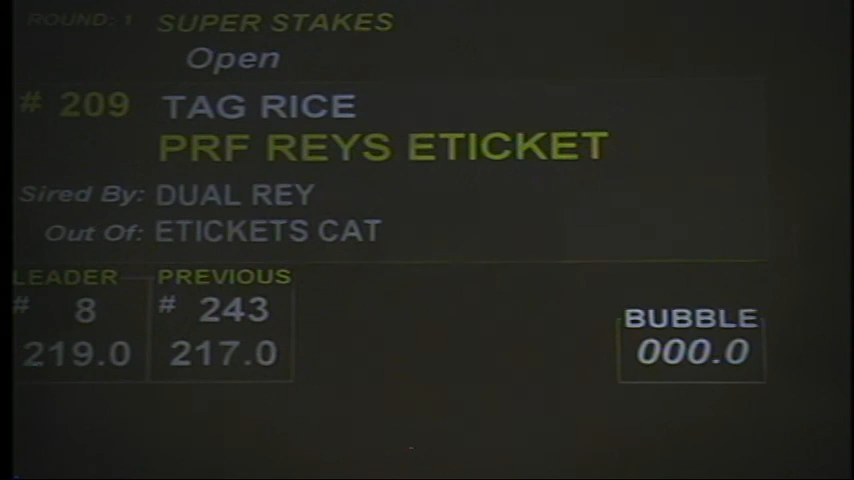 ROUND: 1 SUPER STAKES
Open
# 209 TAG RICE
PRF REYS ETICKET
Sired By: DUAL REY
Out Of: ETICKETS CAT
LEADER PREVIOUS
# 8 # 243
BUBBLE
219.0 217.0 000.0